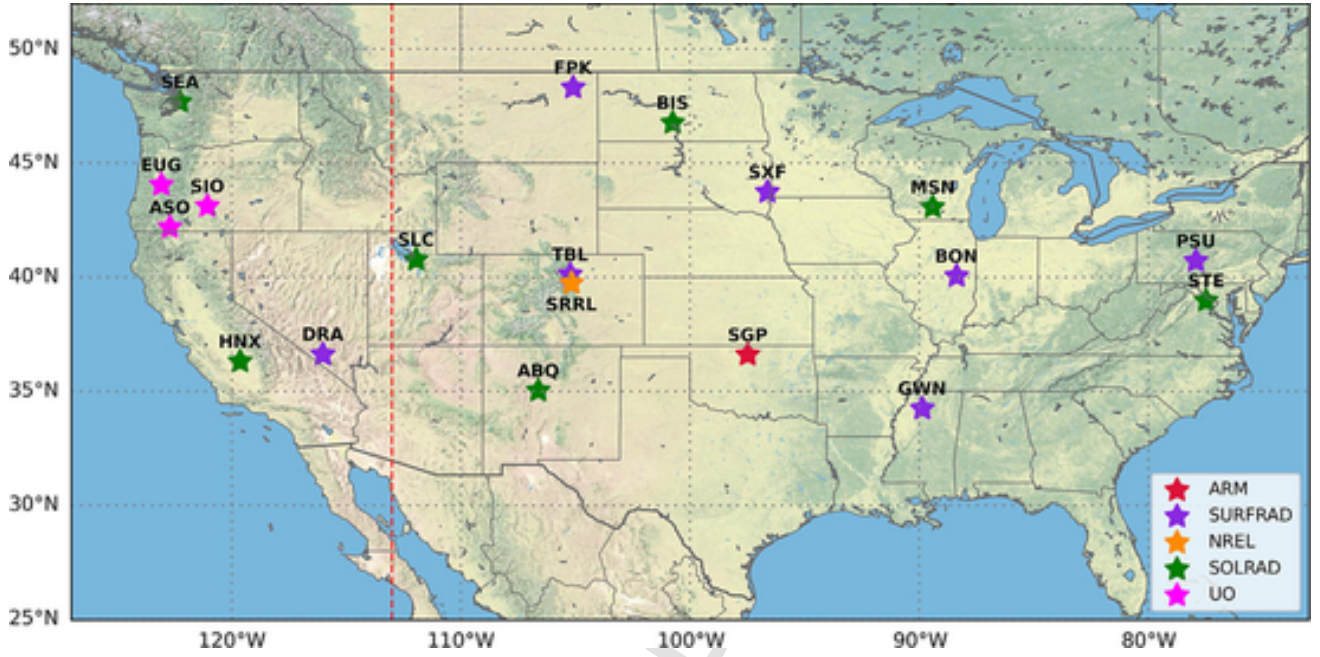 50°N
45°N
40°N
35°N
30°N
25°N
120°W
110°W
100°W
90°W
80°W
SEA
FPK
BIS
EUG
SIO
ASO
SXF
MSN
SLC
TBL
SRRL
BON
PSU
STE
HNX
DRA
SGP
ABQ
GWN
ARM
SURFRAD
NREL
SOLRAD
UO